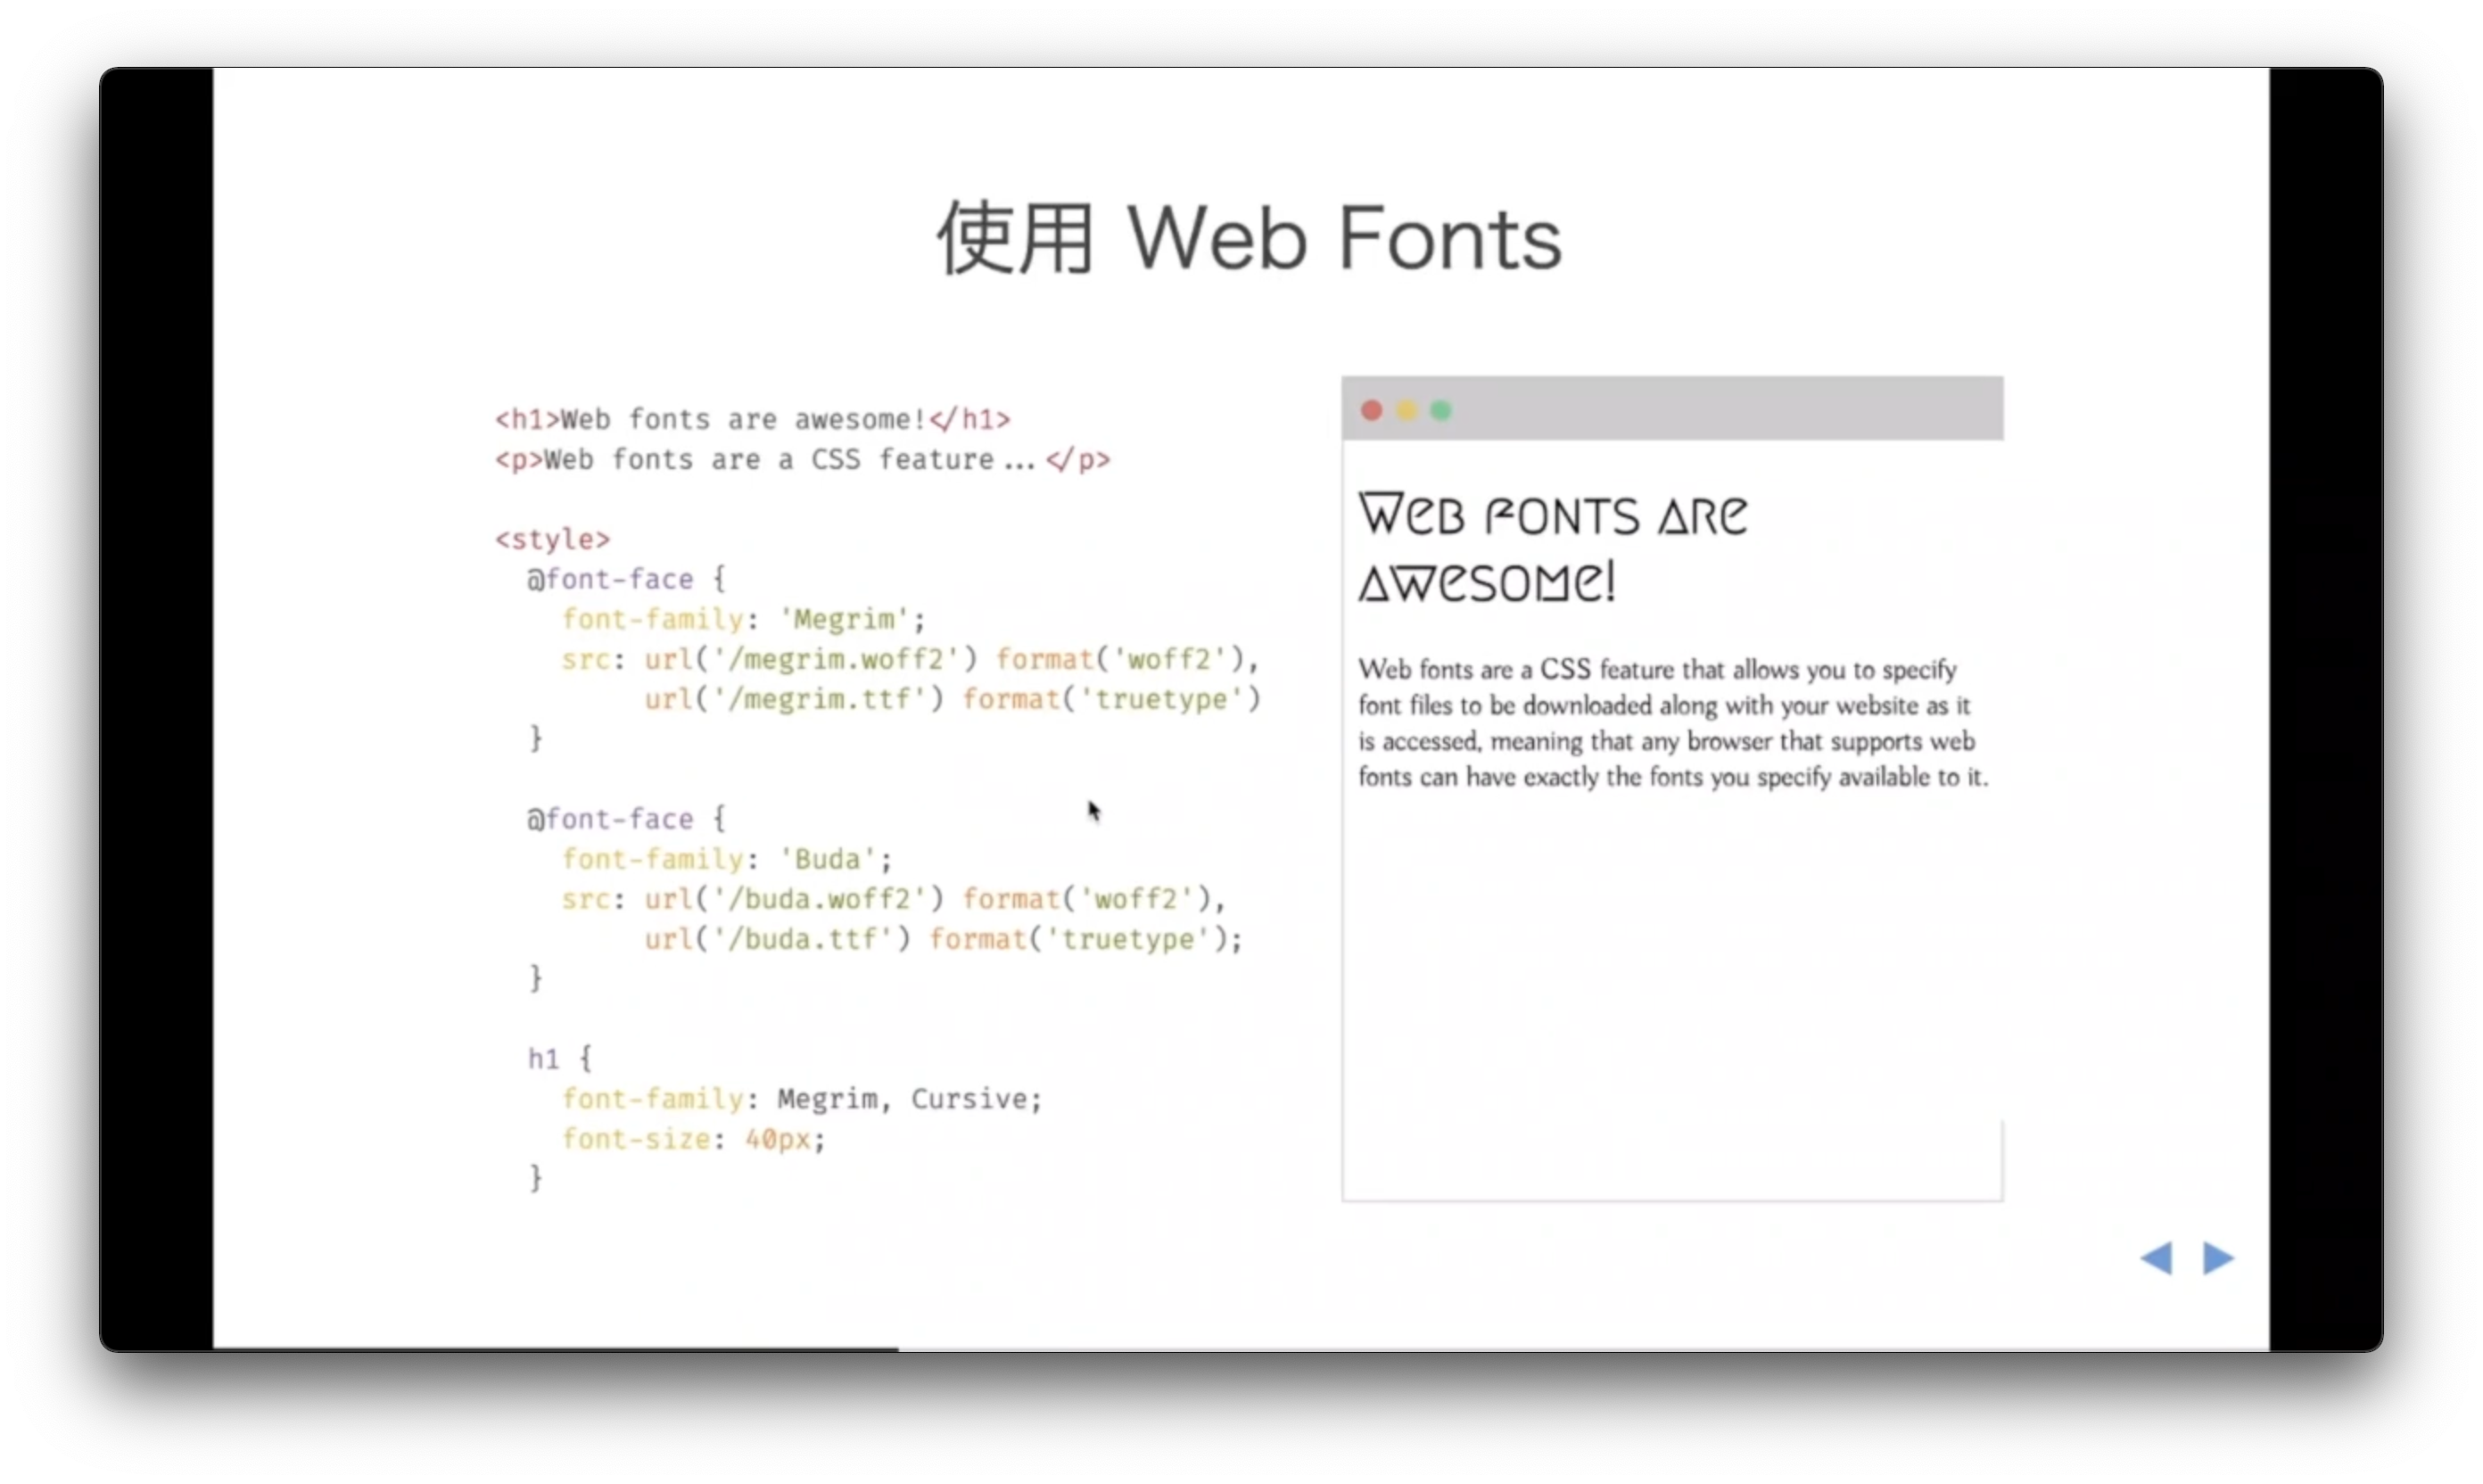 使用 Web Fonts
<h1>Web fonts are awesome!</h1>
<p>Web fonts are a CSS feature...</p>
<style>
@font-face {
font-family: 'Megrim';
src: url('/megrim.woff2') format('woff2'),
url('/megrim.ttf') format('truetype')
}
@font-face {
font-family: 'Buda';
src: url('/buda.woff2') format('woff2'),
url('/buda.ttf') format('truetype');
}
h1 {
font-family: Megrim, Cursive;
font-size: 40px;
}
Web fonts are
awesome!
Web fonts are a CSS feature that allows you to specify
font files to be downloaded along with your website as it
is accessed, meaning that any browser that supports web
fonts can have exactly the fonts you specify available to it.